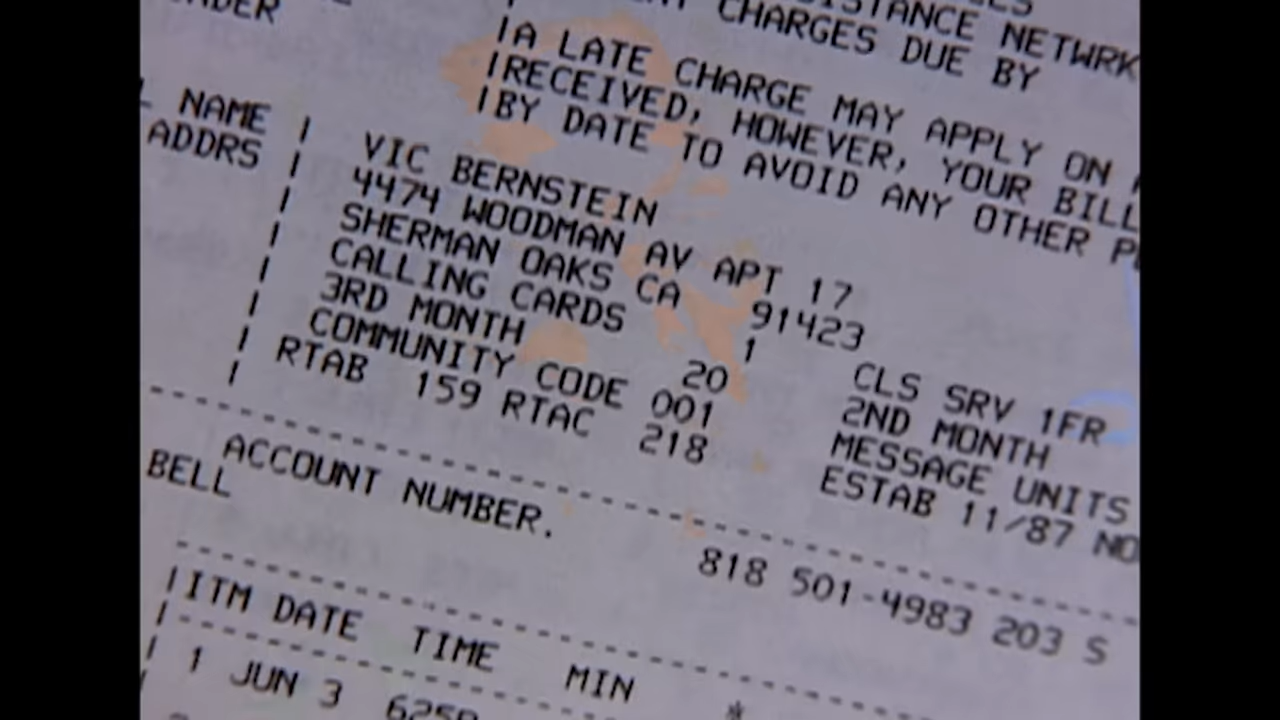 DISTANCE NETWRK
CHARGES DUE BY
A LATE CHARGE MAY APPLY ON
RECEIVED, HOWEVER, YOUR BILL
BY DATE TO AVOID ANY OTHER
NAME
ADDRS
VIC BERNSTEIN
4474 WOODMAN AV APT 17
SHERMAN OAKS CA 91423
CALLING CARDS 1
3RD MONTH 20 CLS SRV 1FR
COMMUNITY CODE 001 2ND MONTH
RTAB 159 RTAC 218 MESSAGE UNITS
ESTAB 11/87
ACCOUNT NUMBER. 818 501-4983 203 S
BELL
ITM DATE TIME MIN *
1 JUN 3